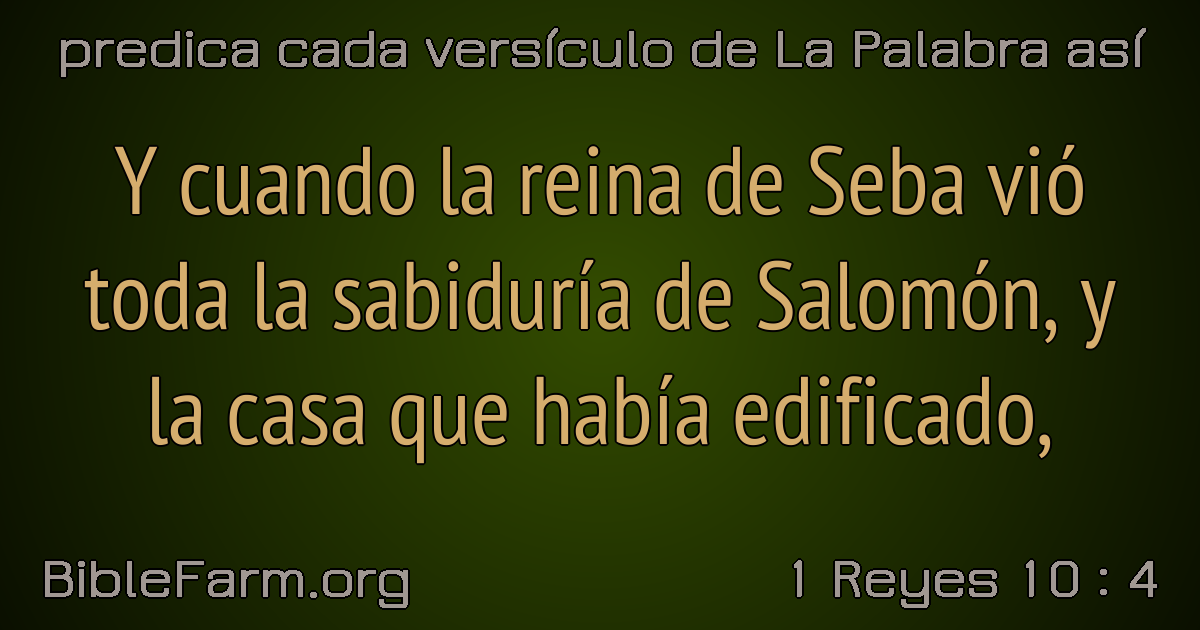 predica cada versículo de La Palabra así
Y cuando la reina de Seba vió
toda la sabiduría de Salomón, y
la casa que había edificado,
BibleFarm.org
1 Reyes 10 : 4